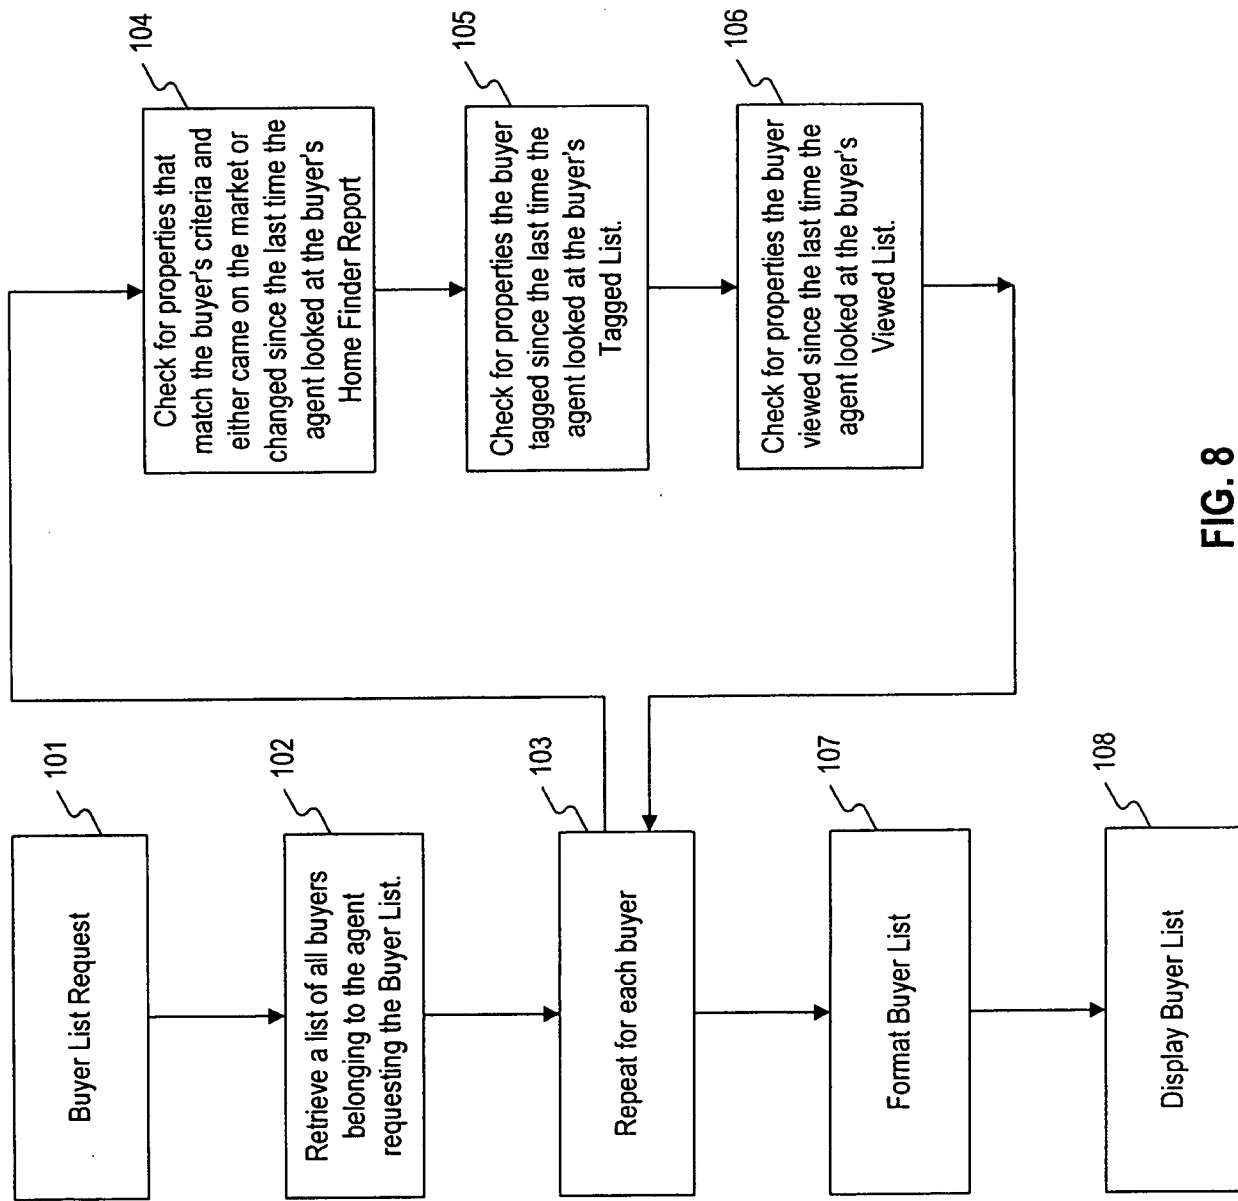 101
Buyer List Request
102
Retrieve a list of all buyers
belonging to the agent
requesting the Buyer List.
103
Repeat for each buyer
107
Format Buyer List
108
Display Buyer List
104
Check for properties that
match the buyer's criteria and
either came on the market or
changed since the last time the
agent looked at the buyer's
Home Finder Report
105
Check for properties the buyer
tagged since the last time the
agent looked at the buyer's
Tagged List.
106
Check for properties the buyer
viewed since the last time the
agent looked at the buyer's
Viewed List.
FIG. 8